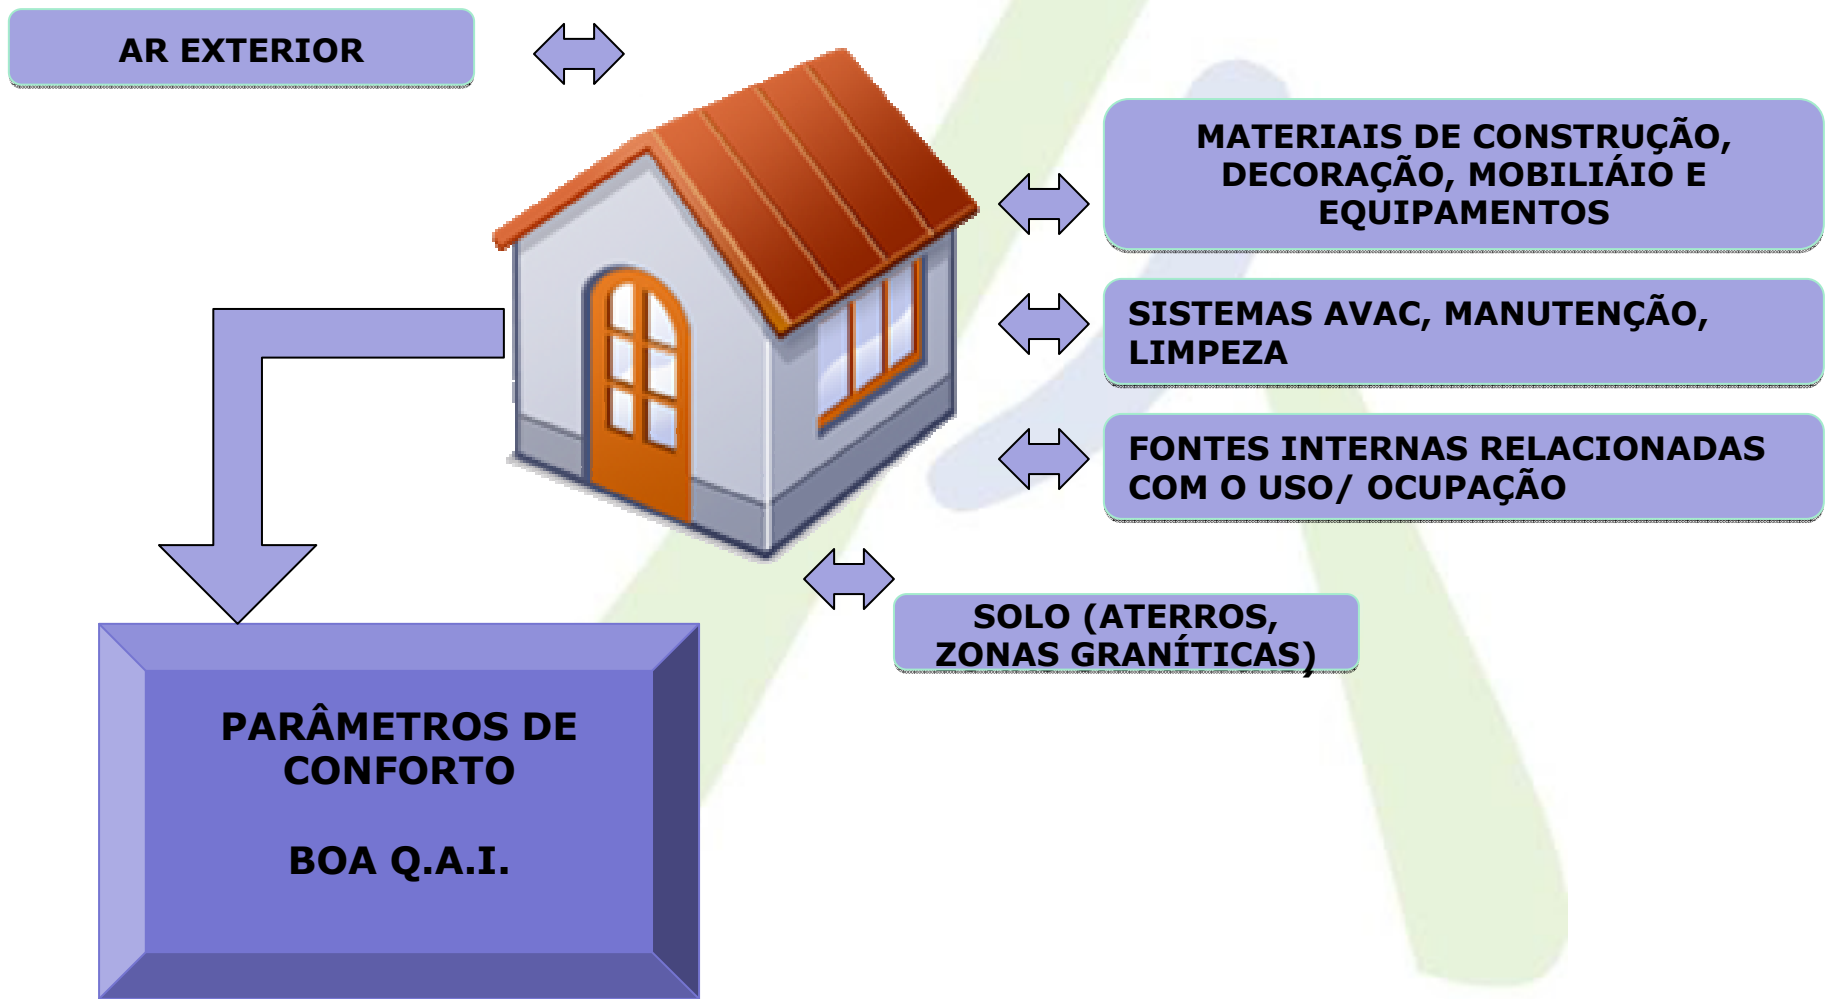 AR EXTERIOR
MATERIAIS DE CONSTRUÇÃO,
DECORAÇÃO, MOBILIÁIO E
EQUIPAMENTOS
SISTEMAS AVAC, MANUTENÇÃO,
LIMPEZA
FONTES INTERNAS RELACIONADAS
COM O USO/ OCUPAÇÃO
SOLO (ATERROS,
ZONAS GRANÍTICAS)
PARÂMETROS DE
CONFORTO
BOA Q.A.I.